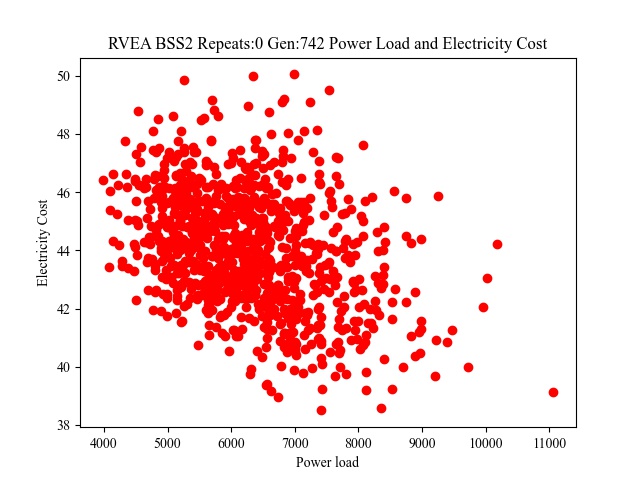 RVEA BSS2 Repeats:0 Gen:742 Power Load and Electricity Cost
50
48
46
44
42
40
38
Electricity Cost
4000 5000 6000 7000 8000 9000 10000 11000
Power load